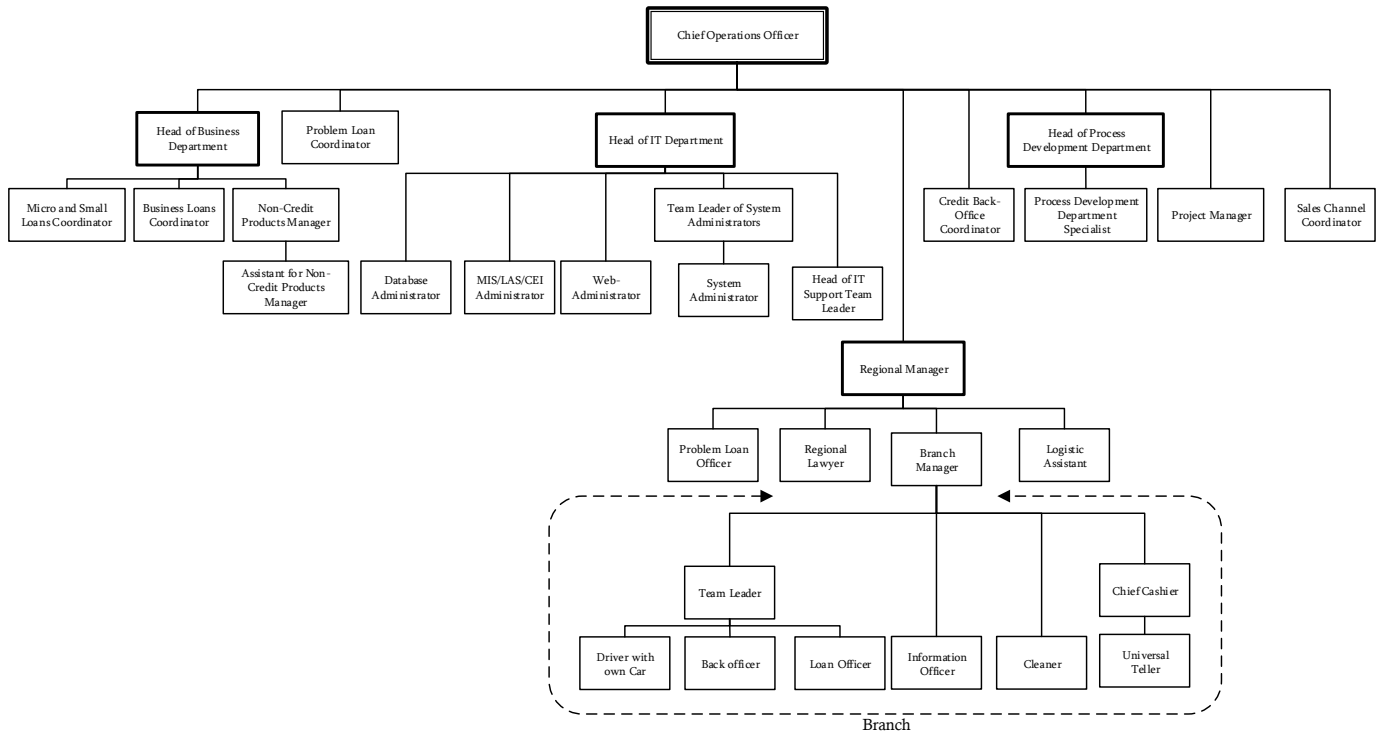 Chief Operations Officer
Head of Business
Department
Problem Loan
Coordinator
Head of IT Department
Head of Process
Development Department
Micro and Small
Loans Coordinator
Business Loans
Coordinator
Non-Credit
Products Manager
Team Leader of System
Administrators
Credit Back-
Office
Coordinator
Process Development
Department
Specialist
Project Manager
Sales Channel
Coordinator
Assistant for Non-
Credit Products
Manager
Database
Administrator
MIS/LAS/CEI
Administrator
Web-
Administrator
System
Administrator
Head of IT
Support Team
Leader
Regional Manager
Problem Loan
Officer
Regional
Lawyer
Branch
Manager
Logistic
Assistant
Team Leader
Chief Cashier
Driver with
own Car
Back officer
Loan Officer
Information
Officer
Cleaner
Universal
Teller
Branch